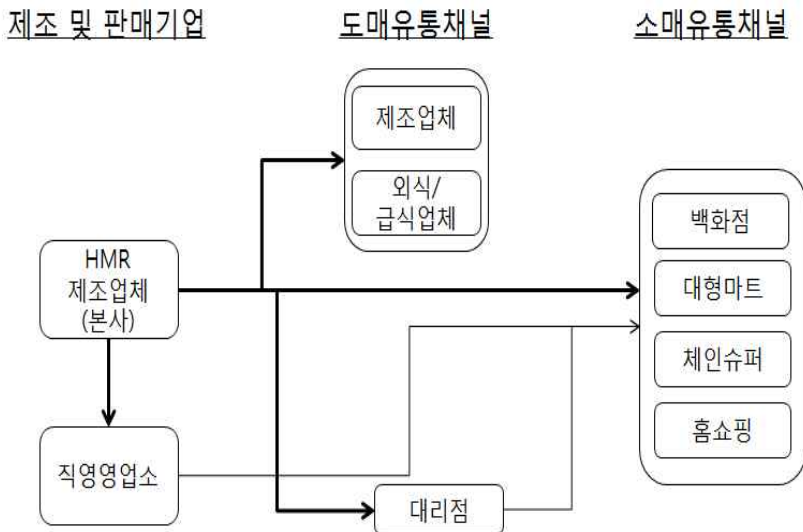 제조 및 판매기업
도매유통채널
소매유통채널
제조업체
외식/
급식업체
HMR
제조업체
(본사)
직영영업소
대리점
백화점
대형마트
체인슈퍼
홈쇼핑